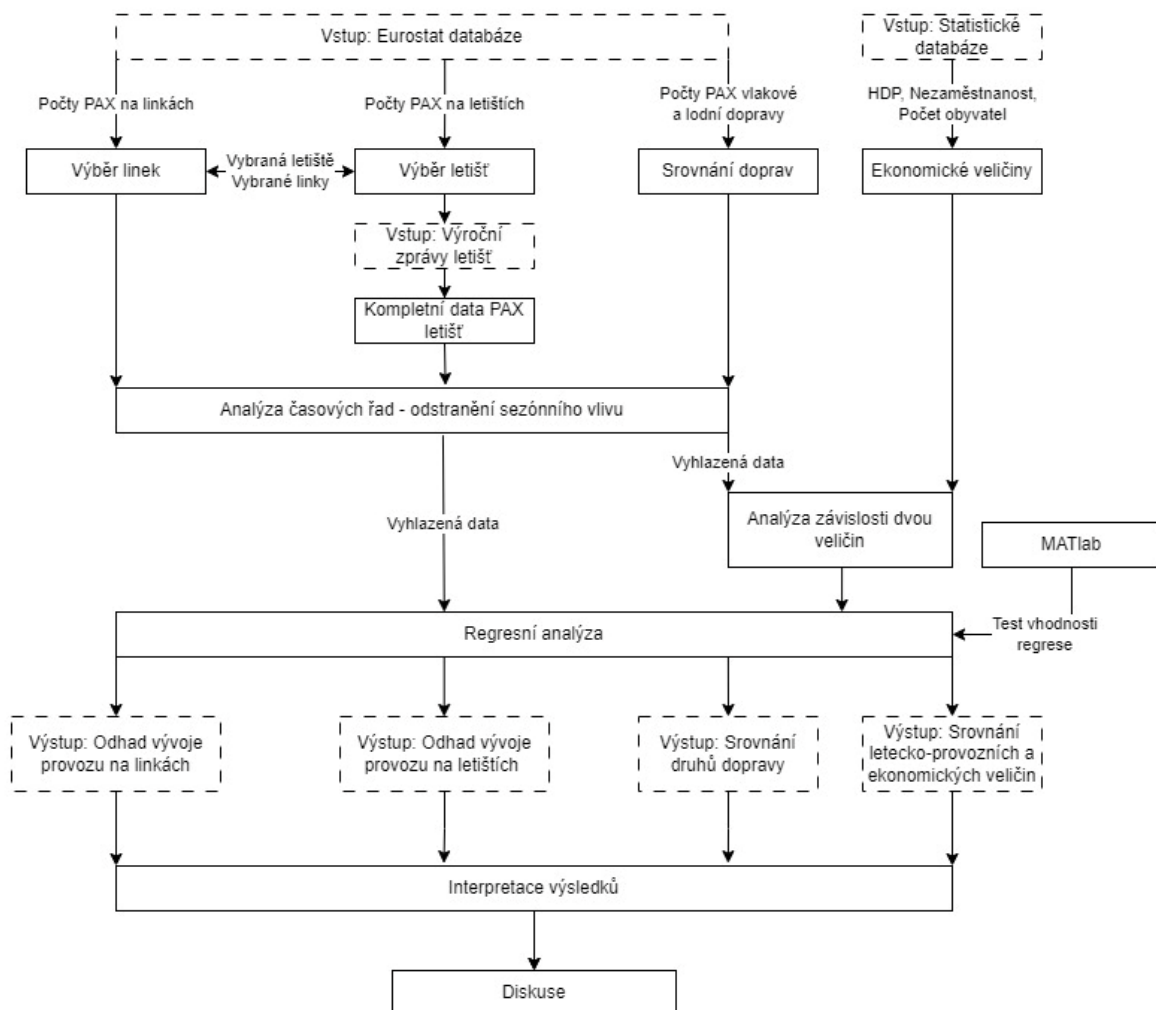 Vstup: Eurostat databáze
Vstup: Statistické
databáze
Počty PAX na linkách
Počty PAX na letištích
Počty PAX vlakové
a lodní dopravy
HDP, Nezaměstnanost,
Počet obyvatel
Výběr linek
Vybraná letiště
Vybrané linky
Výběr letišť
Srovnání doprav
Ekonomické veličiny
Vstup: Výroční
zprávy letišť
Kompletní data PAX
letišť
Analýza časových řad - odstranění sezónního vlivu
Vyhlazená data
Vyhlazená data
Analýza závislosti dvou
veličin
MATlab
Test vhodnosti
regrese
Regresní analýza
Výstup: Odhad vývoje
provozu na linkách
Výstup: Odhad vývoje
provozu na letištích
Výstup: Srovnání
druhů dopravy
Výstup: Srovnání
letecko-provozních a
ekonomických veličin
Interpretace výsledků
Diskuse